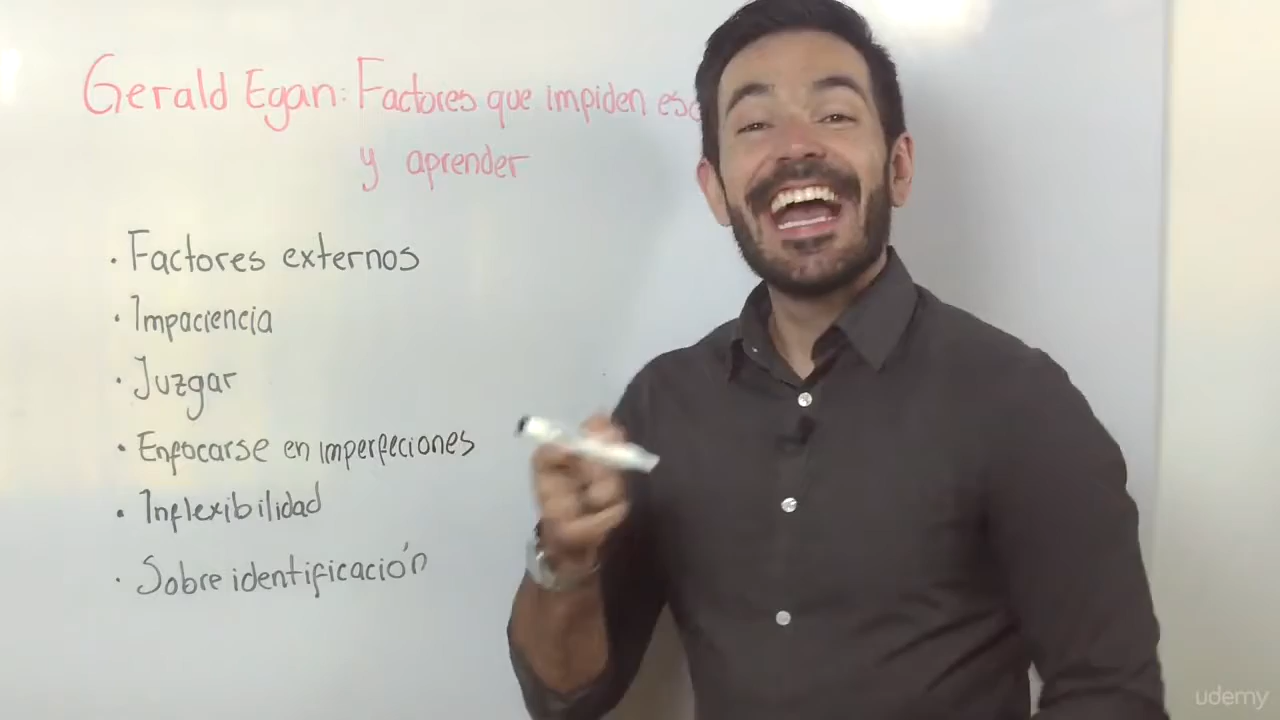 Gerald Egan: Factores que impiden
y aprender
· Factores externos
· Impaciencia
· Juzgar
· Enfocarse en imperfeciones
· Inflexibilidad
· Sobre identificación
udemy